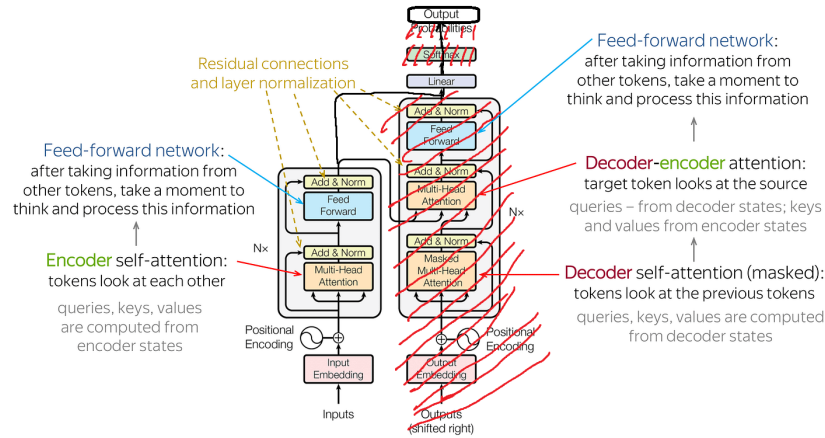 Output
Probabilities
Softmax
Linear
Residual connections
and layer normalization
Feed-forward network:
after taking information from
other tokens, take a moment to
think and process this information
Add & Norm
Feed
Forward
Add & Norm
Multi-Head
Attention
Nx
Decoder-encoder attention:
target token looks at the source
queries – from decoder states; keys
and values from encoder states
Feed-forward network:
after taking information from
other tokens, take a moment to
think and process this information
Add & Norm
Feed
Forward
Nx
Add & Norm
Multi-Head
Attention
Encoder self-attention:
tokens look at each other
queries, keys, values
are computed from
encoder states
Add & Norm
Masked
Multi-Head
Attention
Decoder self-attention (masked):
tokens look at the previous tokens
queries, keys, values are computed
from decoder states
Positional
Encoding
Positional
Encoding
Input
Embedding
Output
Embedding
Inputs
Outputs
(shifted right)